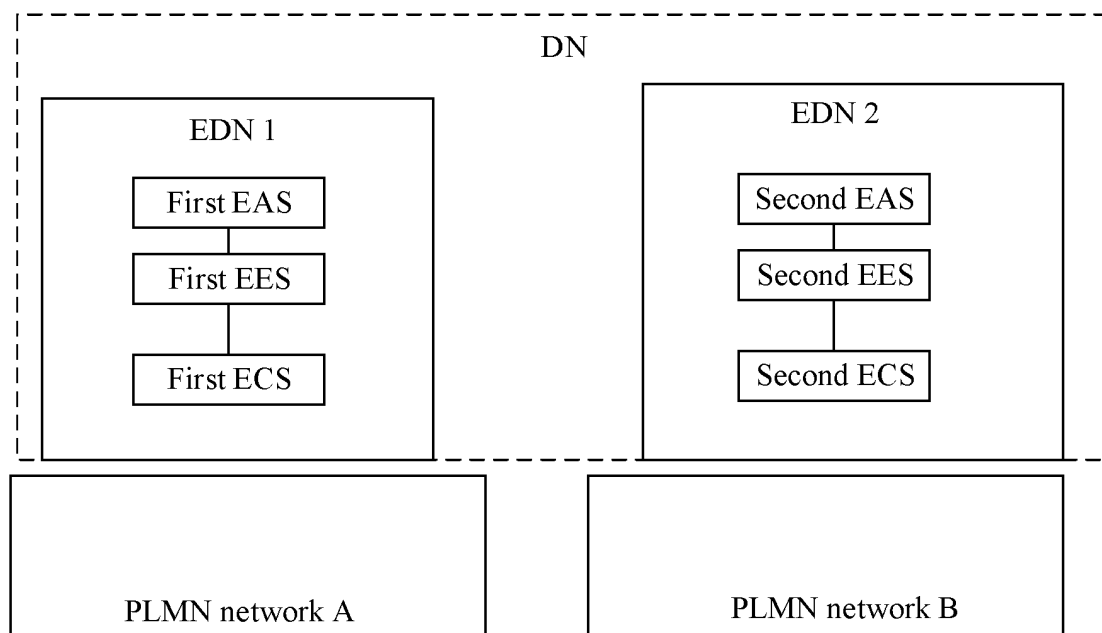 DN
EDN 1
First EAS
First EES
First ECS
EDN 2
Second EAS
Second EES
Second ECS
PLMN network A
PLMN network B